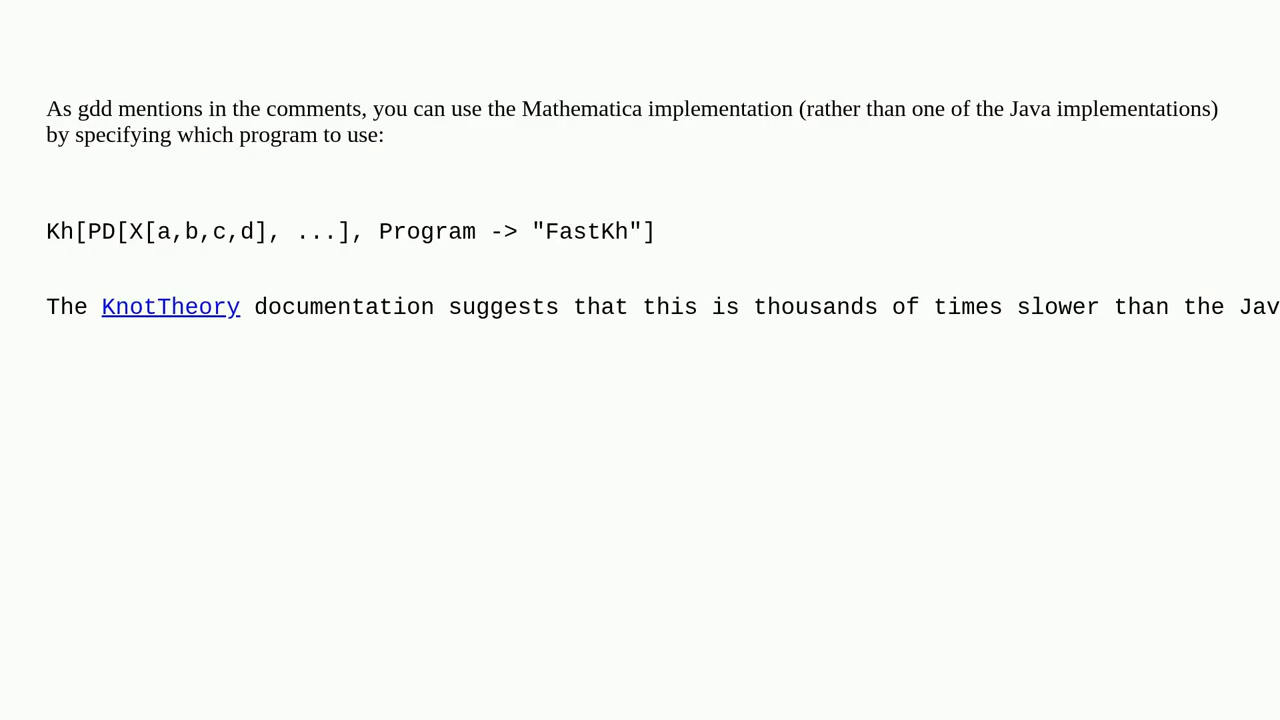 As gdd mentions in the comments, you can use the Mathematica implementation (rather than one of the Java implementations)
by specifying which program to use:
Kh[PD[X[a,b,c,d], ...], Program -> "FastKh"]
The KnotTheory documentation suggests that this is thousands of times slower than the Jav